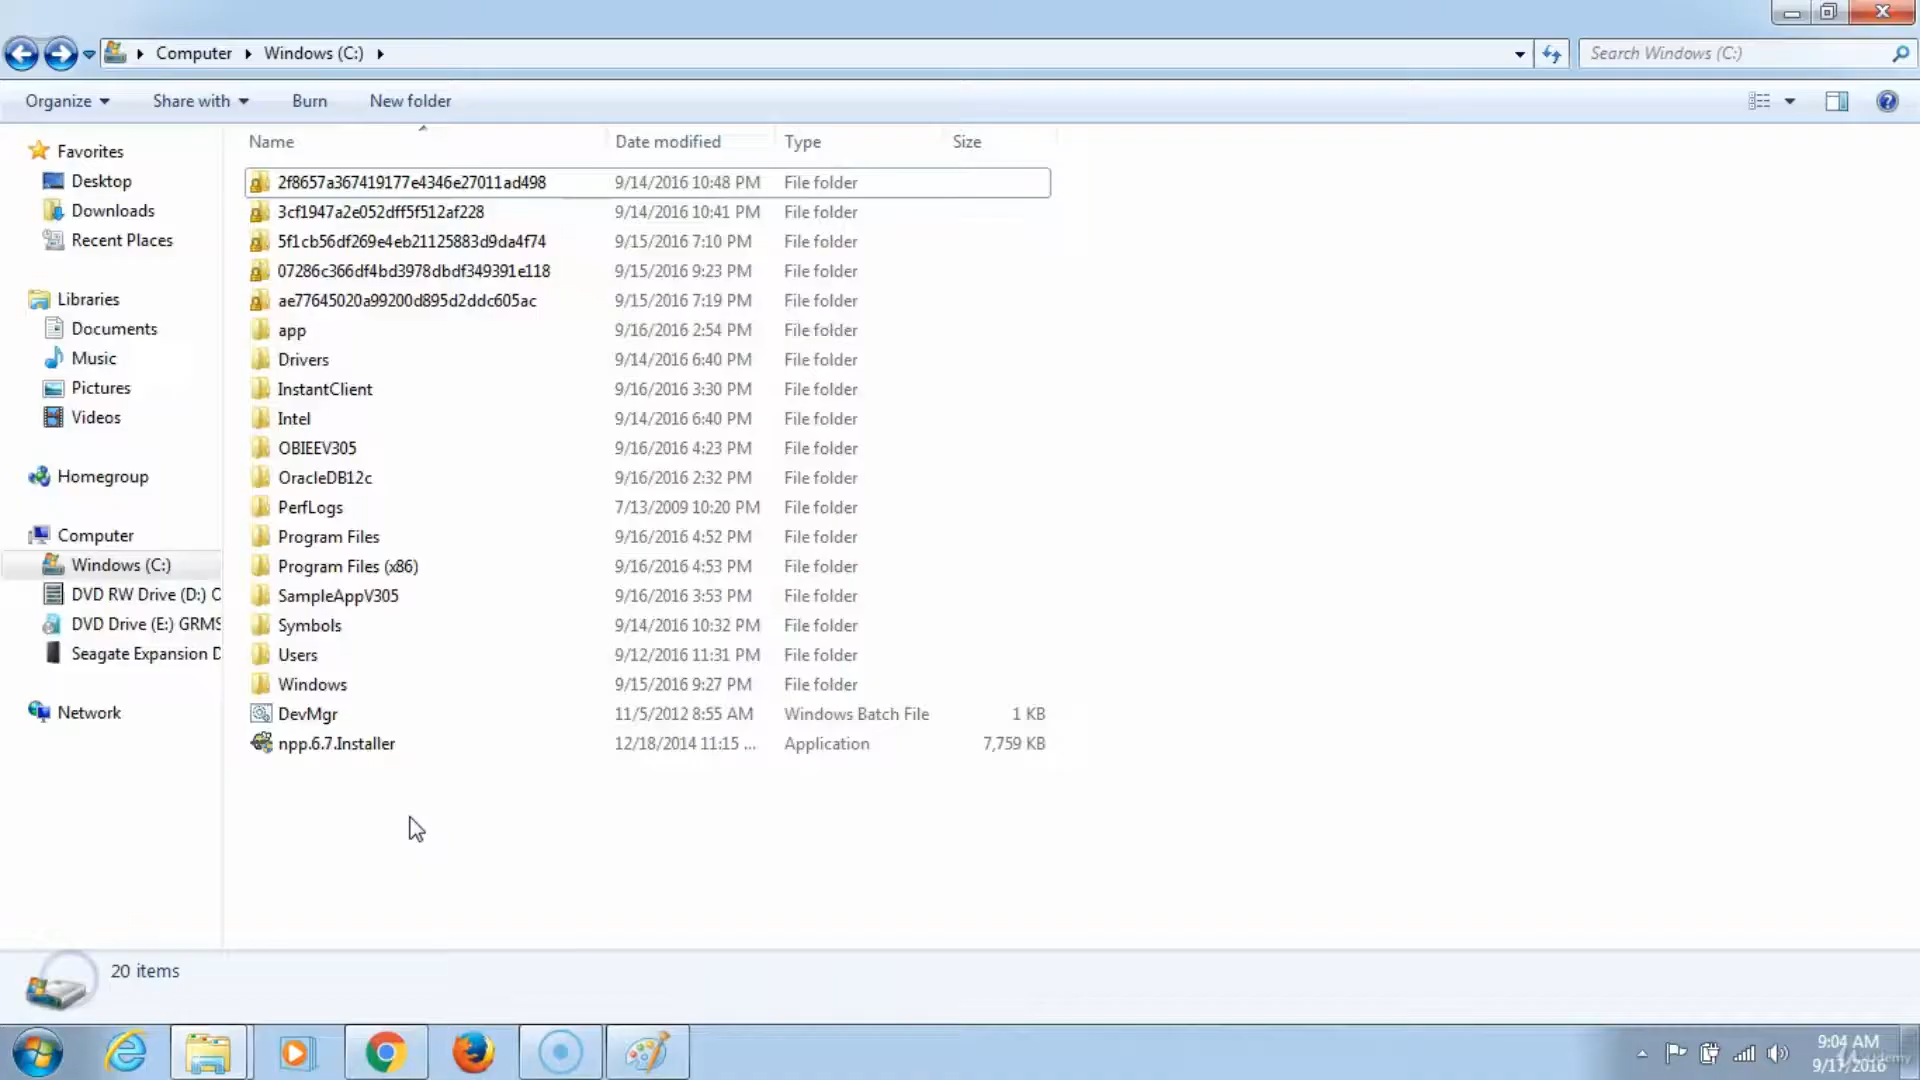 Computer Windows (C:)
Search Windows (C:)
Organize Share with Burn New folder
Name Date modified Type Size
Favorites
Desktop
Downloads
Recent Places
Libraries
Documents
Music
Pictures
Videos
Homegroup
Computer
Windows (C:)
DVD RW Drive (D:) C
DVD Drive (E:) GRMS
Seagate Expansion D
Network
2f8657a367419177e4346e27011ad498 9/14/2016 10:48 PM File folder
3cf1947a2e052dff5f512af228 9/14/2016 10:41 PM File folder
5f1cb56df269e4eb21125883d9da4f74 9/15/2016 7:10 PM File folder
07286c366df4bd3978dbdf349391e118 9/15/2016 9:23 PM File folder
ae77645020a99200d895d2ddc605ac 9/15/2016 7:19 PM File folder
app 9/16/2016 2:54 PM File folder
Drivers 9/14/2016 6:40 PM File folder
InstantClient 9/16/2016 3:30 PM File folder
Intel 9/14/2016 6:40 PM File folder
OBIEEV305 9/16/2016 4:23 PM File folder
OracleDB12c 9/16/2016 2:32 PM File folder
PerfLogs 7/13/2009 10:20 PM File folder
Program Files 9/16/2016 4:52 PM File folder
Program Files (x86) 9/16/2016 4:53 PM File folder
SampleAppV305 9/16/2016 3:53 PM File folder
Symbols 9/14/2016 10:32 PM File folder
Users 9/12/2016 11:31 PM File folder
Windows 9/15/2016 9:27 PM File folder
DevMgr 11/5/2012 8:55 AM Windows Batch File 1 KB
npp.6.7.Installer 12/18/2014 11:15 ... Application 7,759 KB
20 items
9:04 AM
9/17/2016
Udemy